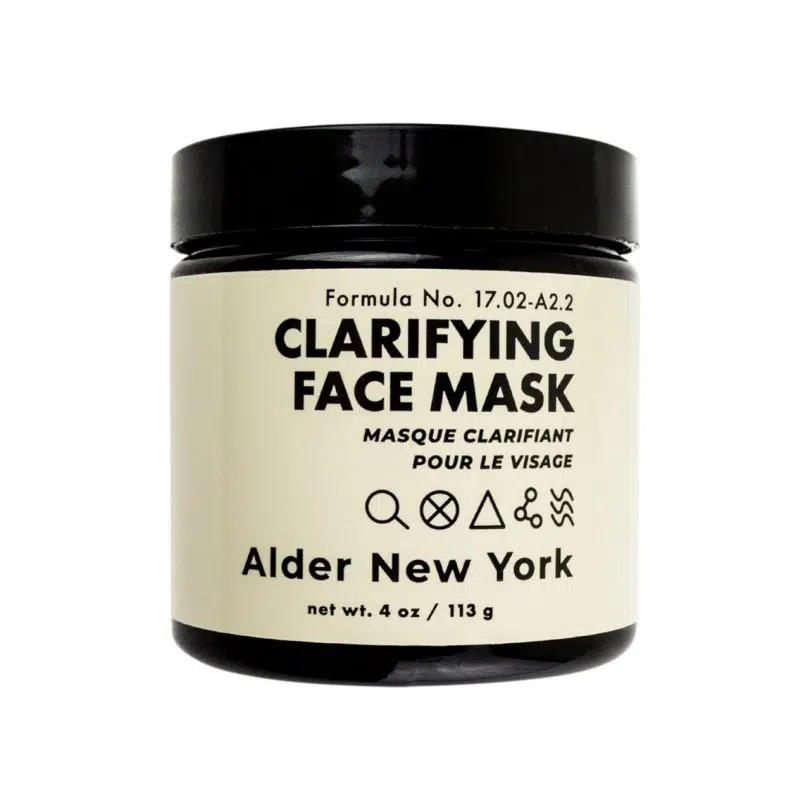 Formula No. 17.02-A2.2
CLARIFYING
FACE MASK
MASQUE CLARIFIANT
POUR LE VISAGE
Alder New York
net wt. 4 oz / 113 g